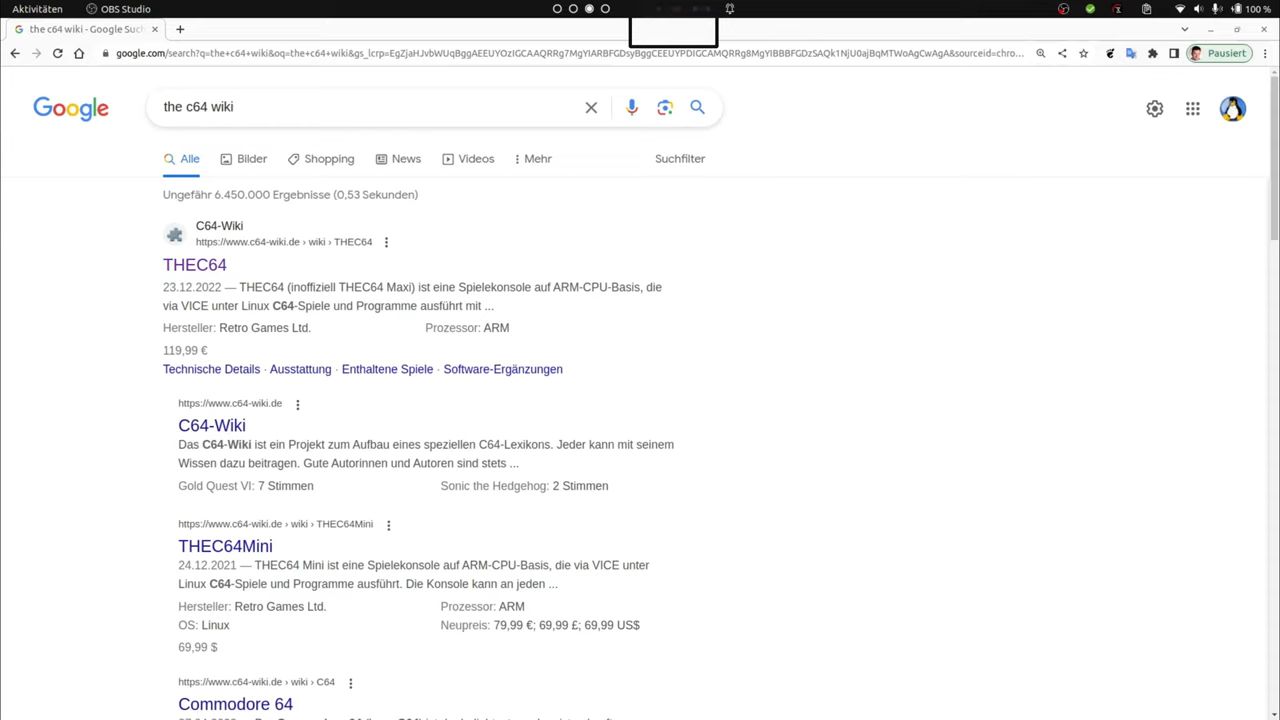 Aktivitäten
OBS Studio
100 %
the c64 wiki - Google Suc
google.com/search?q=the+c64+wiki&oq=the+c64+wiki&gs_lcrp=EgZjaHJvbWUqBggAEEUYOzIGCAAQRRg7MgYIARBFGDsyBggCEEUYPDIGCAMQRRg8MgYIBBBFGDzSAQk1NjU0ajBqMTWoAgCwAgA&sourceid=chro...
Pausiert
Google
the c64 wiki
Alle
Bilder
Shopping
News
Videos
Mehr
Suchfilter
Ungefähr 6.450.000 Ergebnisse (0,53 Sekunden)
C64-Wiki
https://www.c64-wiki.de › wiki › THEC64
THEC64
23.12.2022 — THEC64 (inoffiziell THEC64 Maxi) ist eine Spielekonsole auf ARM-CPU-Basis, die
via VICE unter Linux C64-Spiele und Programme ausführt mit ...
Hersteller: Retro Games Ltd.
Prozessor: ARM
119,99 €
Technische Details · Ausstattung · Enthaltene Spiele · Software-Ergänzungen
https://www.c64-wiki.de
C64-Wiki
Das C64-Wiki ist ein Projekt zum Aufbau eines speziellen C64-Lexikons. Jeder kann mit seinem
Wissen dazu beitragen. Gute Autorinnen und Autoren sind stets ...
Gold Quest VI: 7 Stimmen
Sonic the Hedgehog: 2 Stimmen
https://www.c64-wiki.de › wiki › THEC64Mini
THEC64Mini
24.12.2021 — THEC64 Mini ist eine Spielekonsole auf ARM-CPU-Basis, die via VICE unter
Linux C64-Spiele und Programme ausführt. Die Konsole kann an jeden ...
Hersteller: Retro Games Ltd.
Prozessor: ARM
OS: Linux
Neupreis: 79,99 €; 69,99 £; 69,99 US$
69,99 $
https://www.c64-wiki.de › wiki › C64
Commodore 64